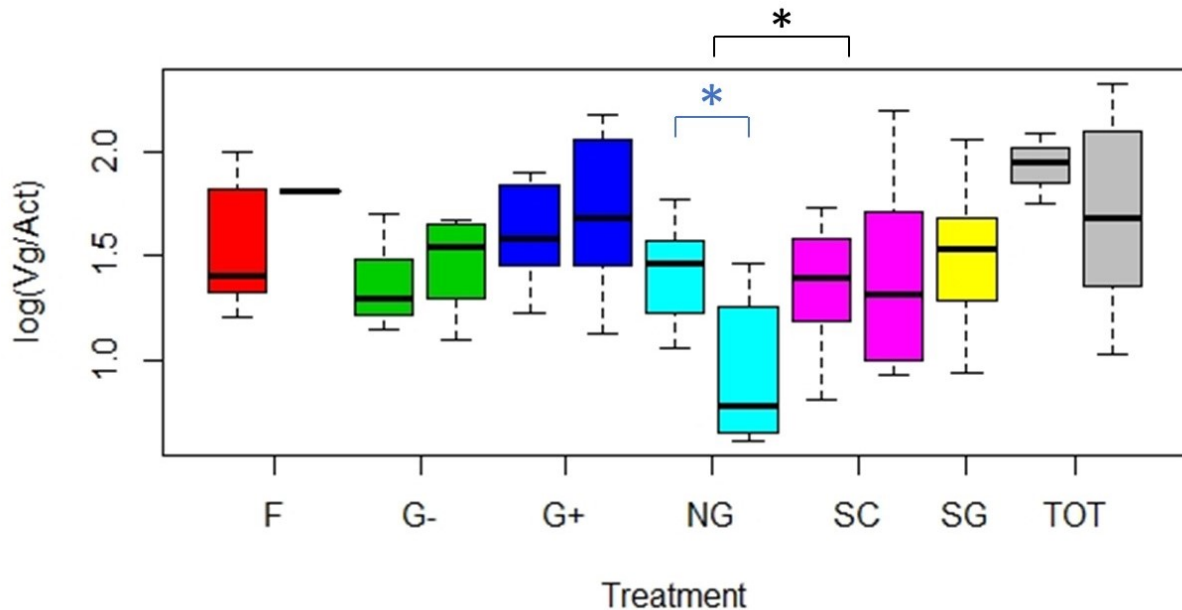 *
*
2.0
1.5
1.0
log(Vg/Act)
F G- G+ NG SC SG TOT
Treatment